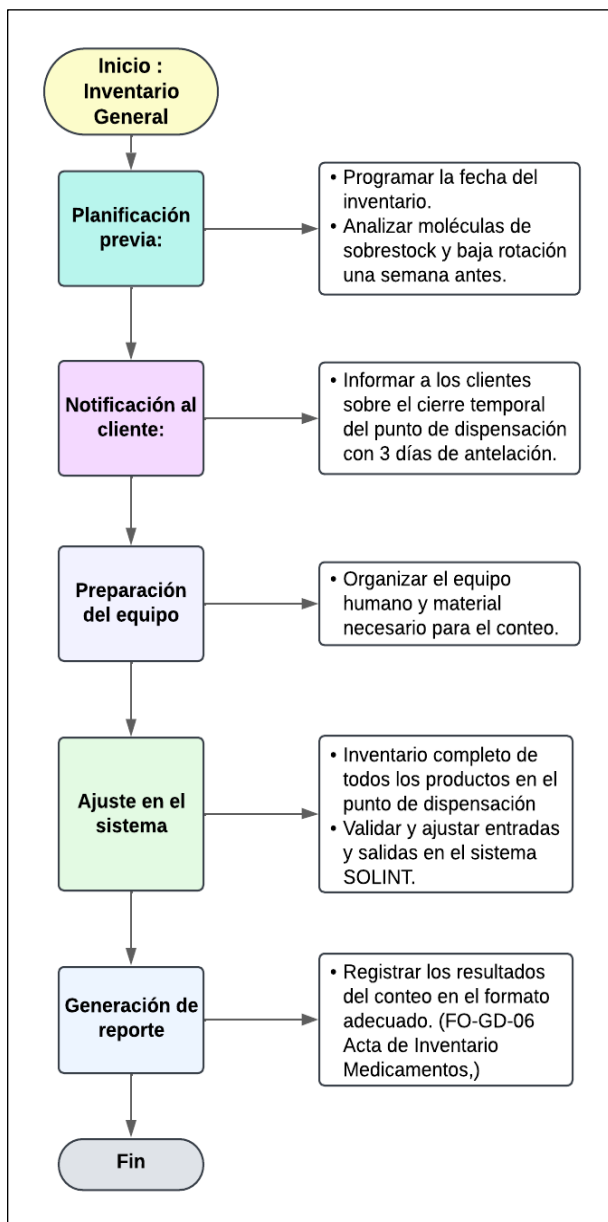 Inicio :
Inventario
General
Planificación
previa:
• Programar la fecha del
inventario.
• Analizar moléculas de
sobrestock y baja rotación
una semana antes.
Notificación al
cliente:
• Informar a los clientes
sobre el cierre temporal
del punto de dispensación
con 3 días de antelación.
Preparación
del equipo
• Organizar el equipo
humano y material
necesario para el conteo.
Ajuste en el
sistema
• Inventario completo de
todos los productos en el
punto de dispensación
• Validar y ajustar entradas
y salidas en el sistema
SOLINT.
Generación de
reporte
• Registrar los resultados
del conteo en el formato
adecuado. (FO-GD-06
Acta de Inventario
Medicamentos,)
Fin